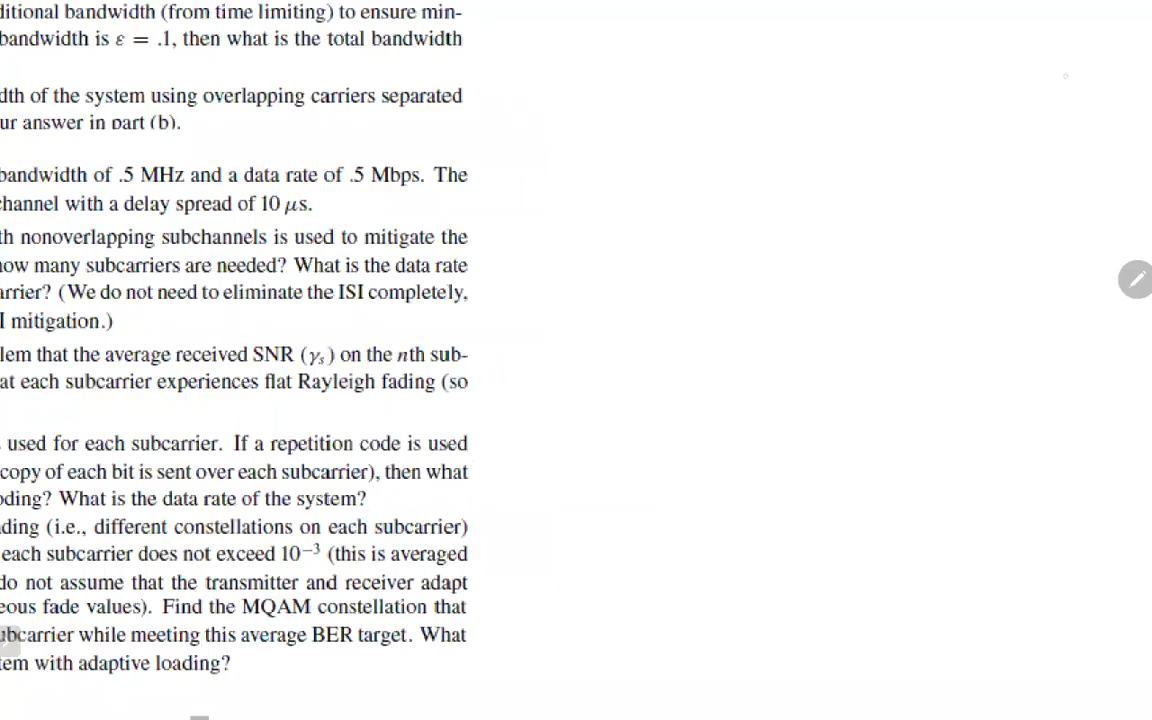 ditional bandwidth (from time limiting) to ensure min-
bandwidth is ε = .1, then what is the total bandwidth
dth of the system using overlapping carriers separated
ur answer in part (b).
bandwidth of .5 MHz and a data rate of .5 Mbps. The
channel with a delay spread of 10 μs.
th nonoverlapping subchannels is used to mitigate the
how many subcarriers are needed? What is the data rate
arrier? (We do not need to eliminate the ISI completely,
I mitigation.)
lem that the average received SNR (γs) on the nth sub-
at each subcarrier experiences flat Rayleigh fading (so
used for each subcarrier. If a repetition code is used
copy of each bit is sent over each subcarrier), then what
oding? What is the data rate of the system?
ding (i.e., different constellations on each subcarrier)
each subcarrier does not exceed 10−3 (this is averaged
do not assume that the transmitter and receiver adapt
eous fade values). Find the MQAM constellation that
ubcarrier while meeting this average BER target. What
tem with adaptive loading?